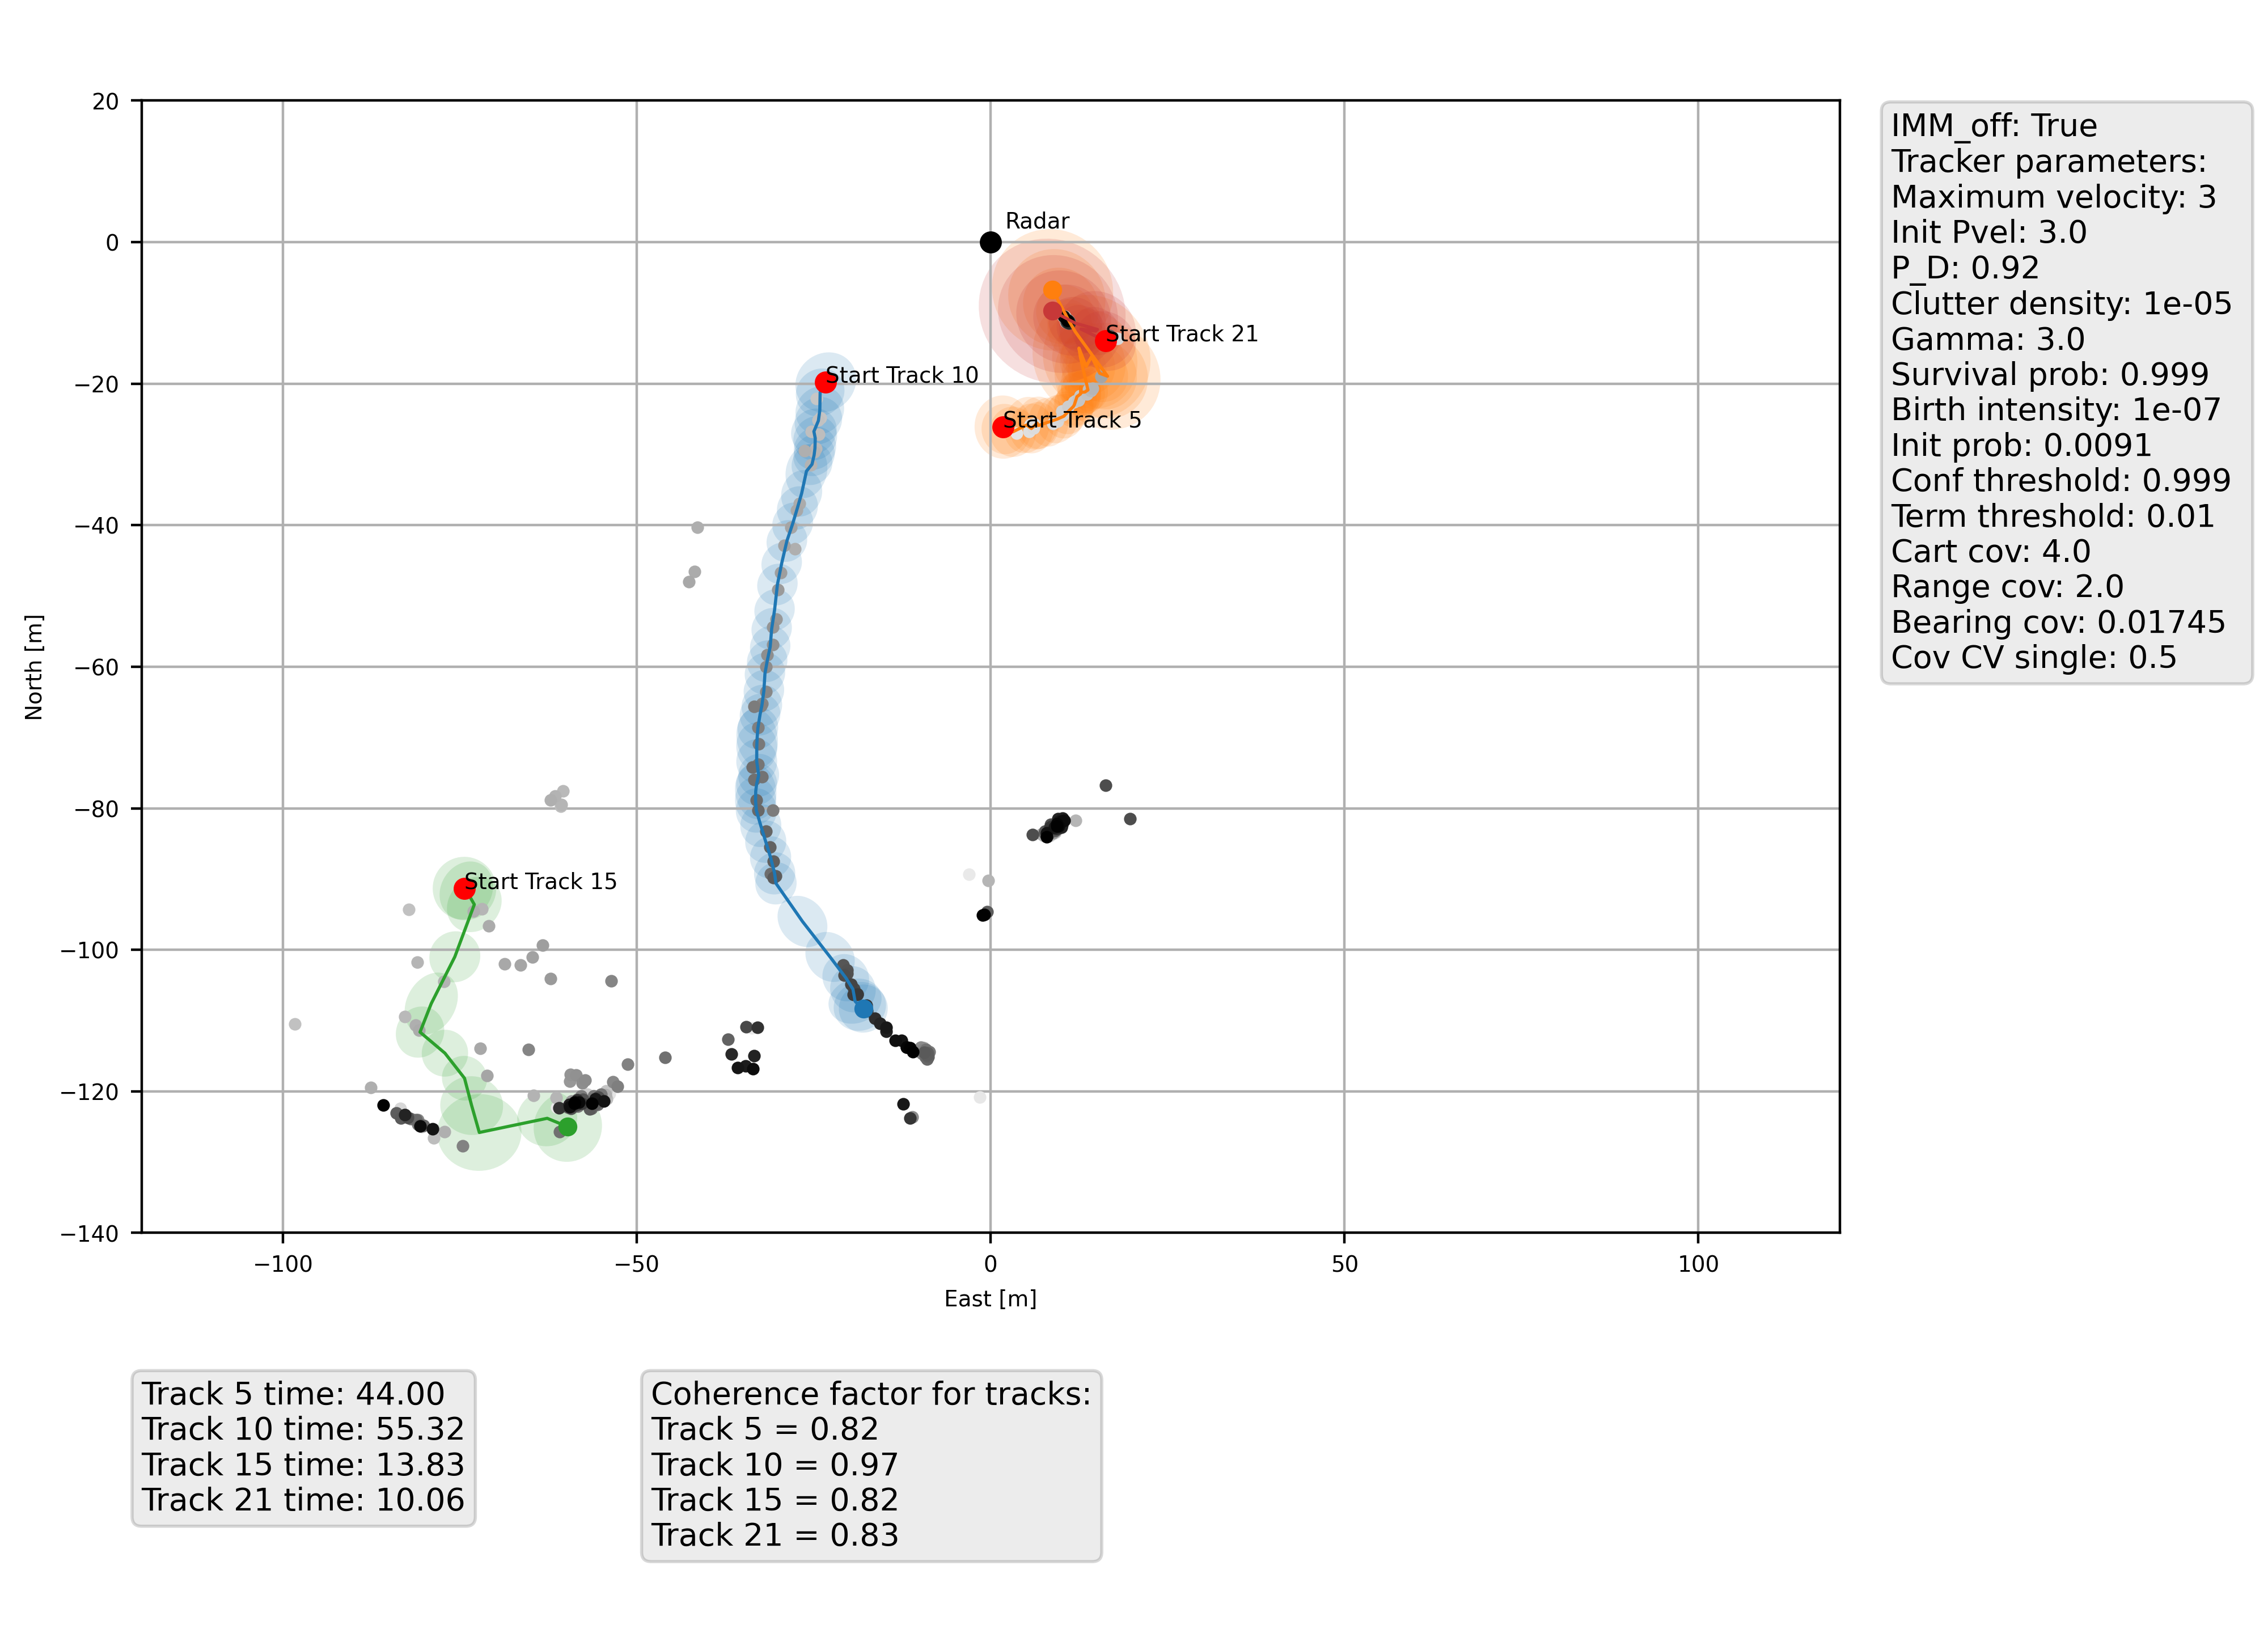 20
0
−20
−40
−60
−80
−100
−120
−140
North [m]
−100
−50
0
50
100
East [m]
Radar
Start Track 21
Start Track 10
Start Track 5
Start Track 15
IMM_off: True
Tracker parameters:
Maximum velocity: 3
Init Pvel: 3.0
P_D: 0.92
Clutter density: 1e-05
Gamma: 3.0
Survival prob: 0.999
Birth intensity: 1e-07
Init prob: 0.0091
Conf threshold: 0.999
Term threshold: 0.01
Cart cov: 4.0
Range cov: 2.0
Bearing cov: 0.01745
Cov CV single: 0.5
Track 5 time: 44.00
Track 10 time: 55.32
Track 15 time: 13.83
Track 21 time: 10.06
Coherence factor for tracks:
Track 5 = 0.82
Track 10 = 0.97
Track 15 = 0.82
Track 21 = 0.83